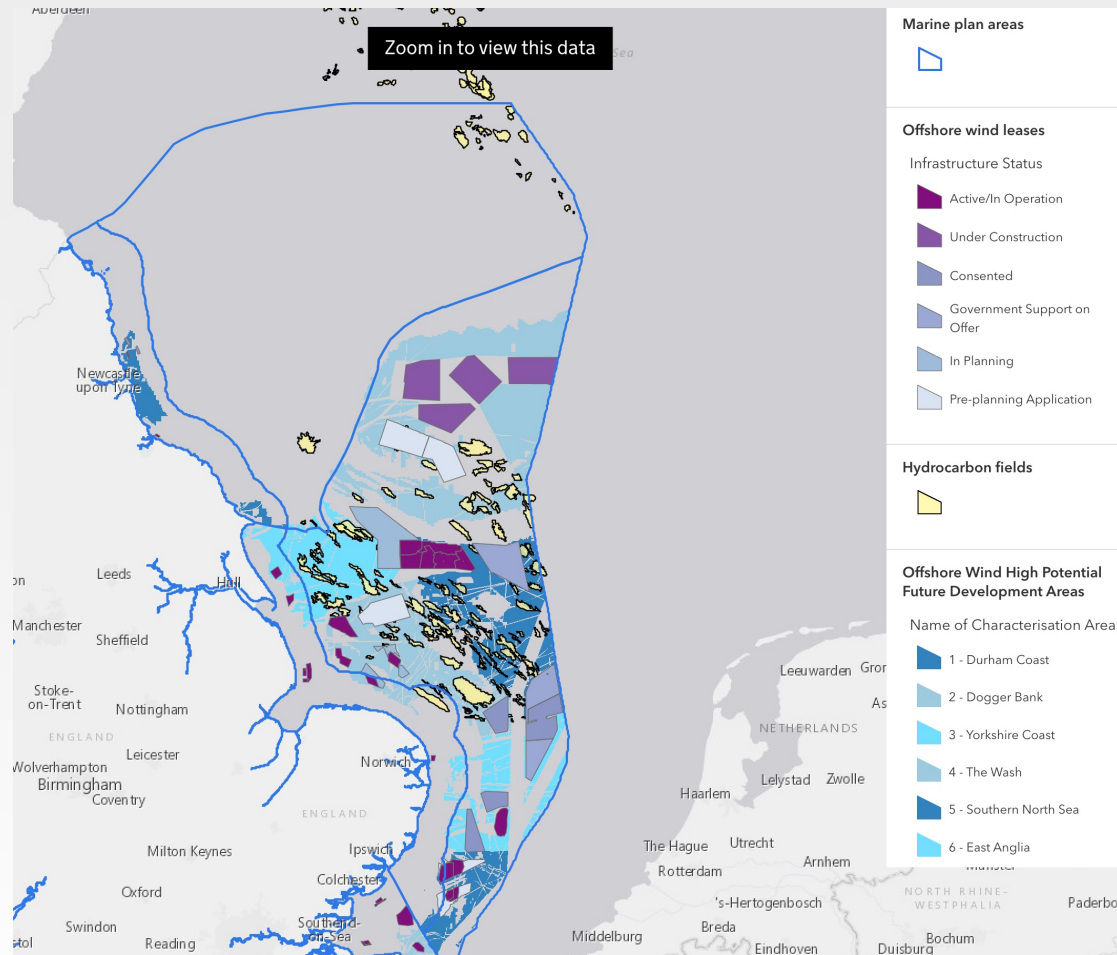 Aberdeen
Zoom in to view this data
Sea
Newcastle
upon Tyne
Leeds
Hull
Manchester
Sheffield
Stoke-
on-Trent
Nottingham
ENGLAND
Leicester
Norwich
Wolverhampton
Birmingham
Coventry
ENGLAND
Milton Keynes
Ipswich
Colchester
Oxford
Swindon
Southend-
on-Sea
Reading
Leeuwarden
NETHERLANDS
Lelystad
Zwolle
Haarlem
The Hague
Utrecht
Rotterdam
Arnhem
's-Hertogenbosch
Breda
Middelburg
Eindhoven
Duisburg
Bochum
NORTH RHINE-
WESTPHALIA
Marine plan areas
Offshore wind leases
Infrastructure Status
Active/In Operation
Under Construction
Consented
Government Support on
Offer
In Planning
Pre-planning Application
Hydrocarbon fields
Offshore Wind High Potential
Future Development Areas
Name of Characterisation Area
1 - Durham Coast
2 - Dogger Bank
3 - Yorkshire Coast
4 - The Wash
5 - Southern North Sea
6 - East Anglia